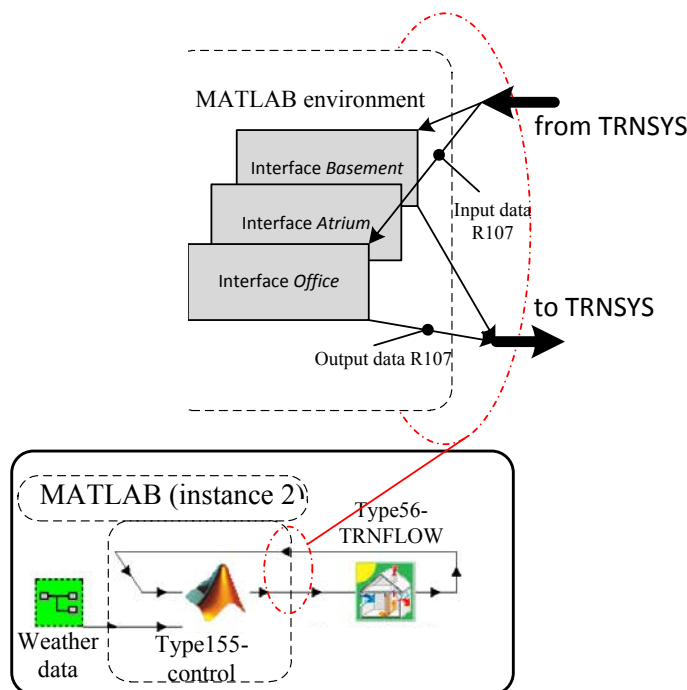 MATLAB environment
from TRNSYS
Interface Basement
Interface Atrium
Input data
R107
Interface Office
to TRNSYS
Output data R107
MATLAB (instance 2)
Type56-
TRNFLOW
Weather
data
Type155-
control